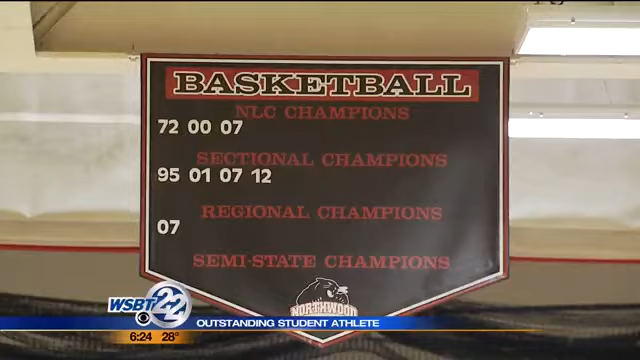 BASKETBALL
NLC CHAMPIONS
72 00 07
SECTIONAL CHAMPIONS
95 01 07 12
REGIONAL CHAMPIONS
07
SEMI-STATE CHAMPIONS
NORTHWOOD
WSBT 22
OUTSTANDING STUDENT ATHLETE
6:24 28°